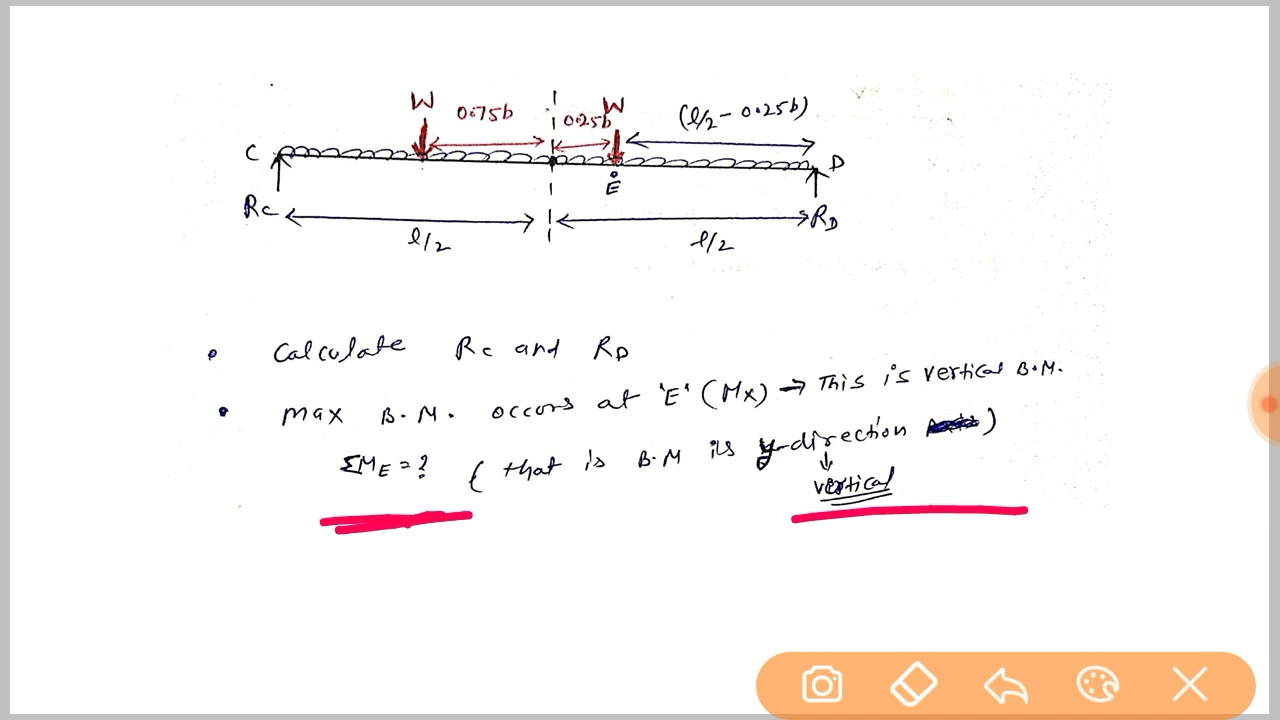 W W
0.75b 0.25b (l/2 - 0.25b)
C D
E
Rc RD
l/2 l/2
• Calculate Rc and RD
• Max B.M. occors at 'E' (Mx) → This is vertical B.M.
ΣME = ? ( that is B.M is y-direction )
vertical